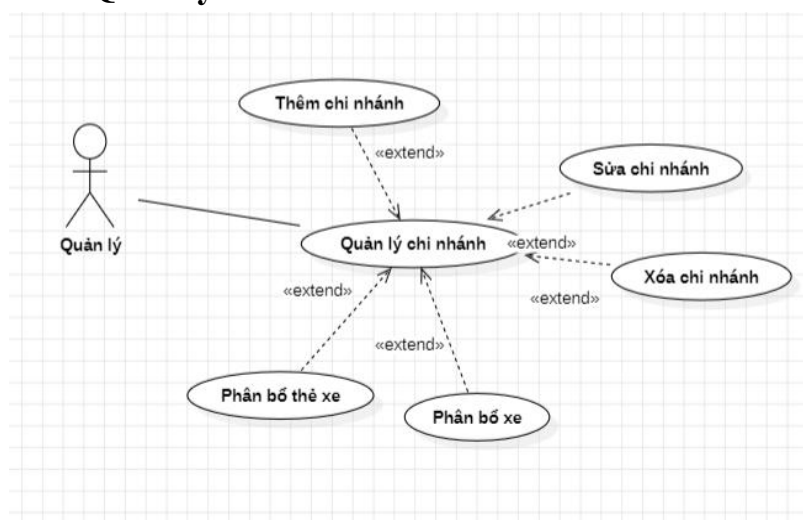 Thêm chi nhánh
«extend»
Sửa chi nhánh
Quản lý
Quản lý chi nhánh
«extend»
Xóa chi nhánh
«extend»
«extend»
«extend»
Phân bổ thẻ xe
Phân bổ xe